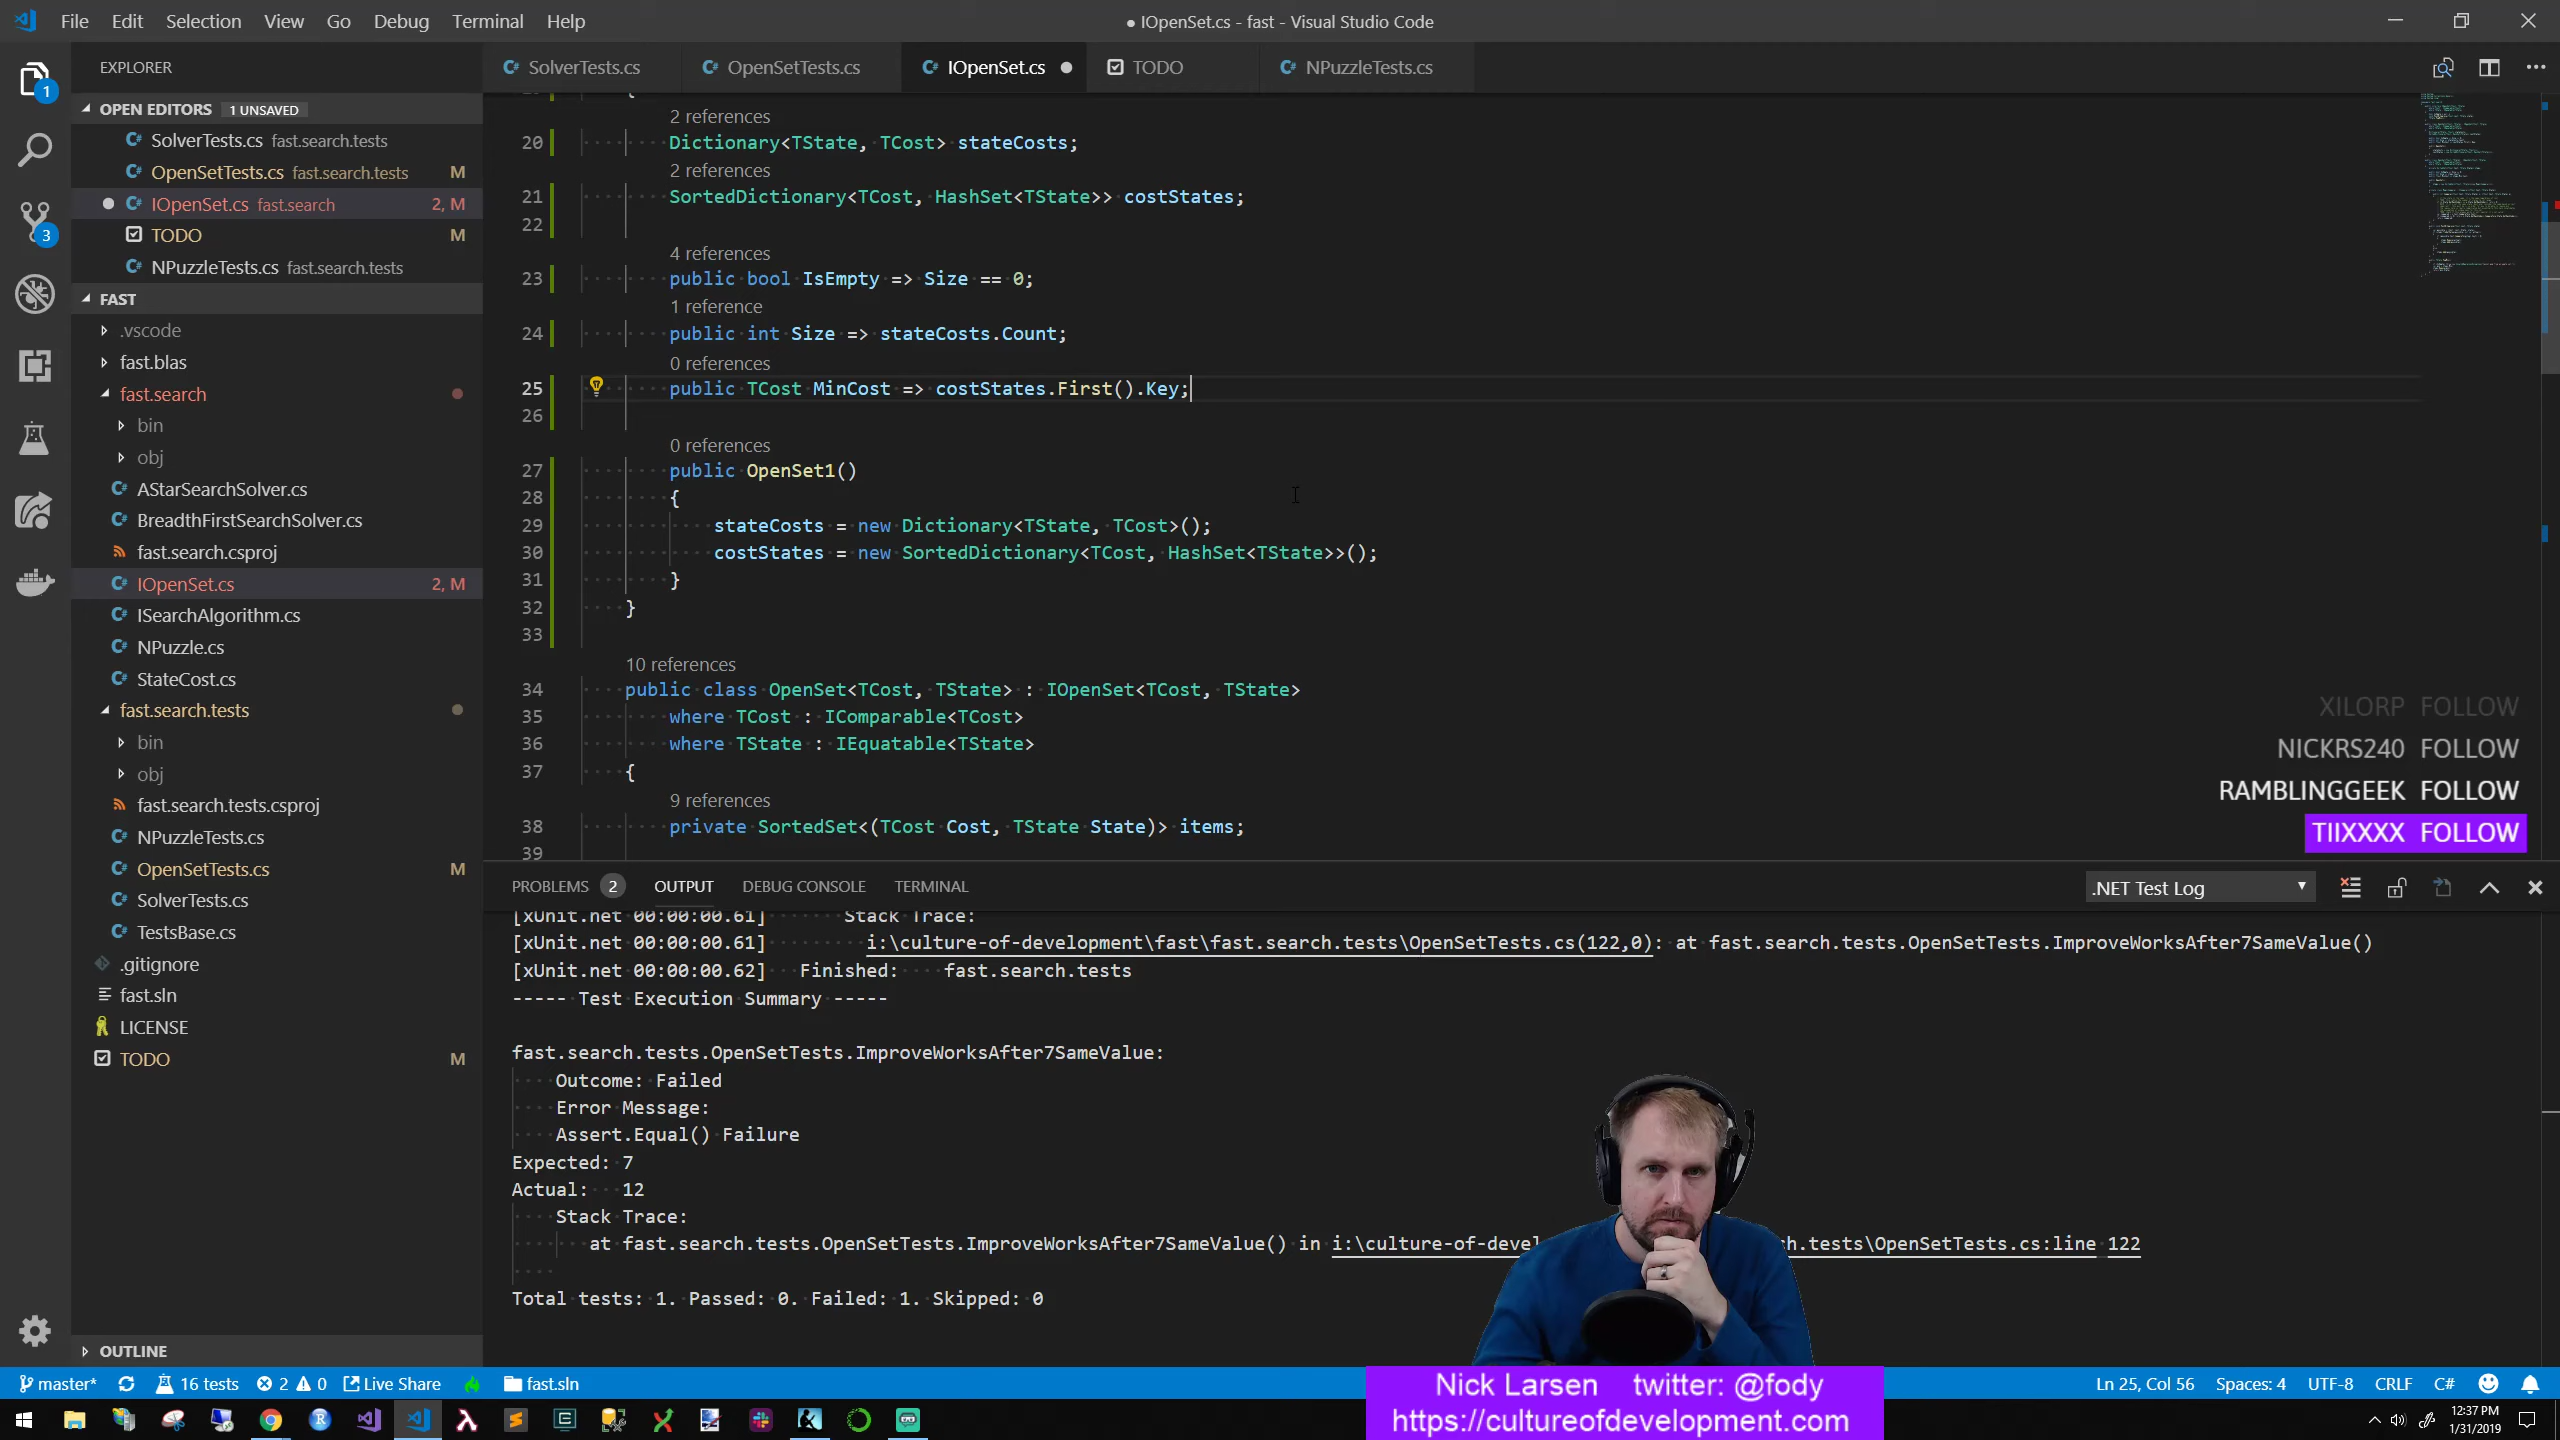 File Edit Selection View Go Debug Terminal Help
● IOpenSet.cs - fast - Visual Studio Code
EXPLORER
SolverTests.cs
OpenSetTests.cs
IOpenSet.cs
TODO
NPuzzleTests.cs
1
OPEN EDITORS 1 UNSAVED
SolverTests.cs fast.search.tests
OpenSetTests.cs fast.search.tests M
IOpenSet.cs fast.search 2, M
TODO M
NPuzzleTests.cs fast.search.tests
3
FAST
.vscode
fast.blas
fast.search
bin
obj
AStarSearchSolver.cs
BreadthFirstSearchSolver.cs
fast.search.csproj
IOpenSet.cs 2, M
ISearchAlgorithm.cs
NPuzzle.cs
StateCost.cs
fast.search.tests
bin
obj
fast.search.tests.csproj
NPuzzleTests.cs
OpenSetTests.cs M
SolverTests.cs
TestsBase.cs
.gitignore
fast.sln
LICENSE
TODO M
OUTLINE
2 references
20 Dictionary<TState, TCost> stateCosts;
2 references
21 SortedDictionary<TCost, HashSet<TState>> costStates;
22
4 references
23 public bool IsEmpty => Size == 0;
1 reference
24 public int Size => stateCosts.Count;
0 references
25 public TCost MinCost => costStates.First().Key;
26
0 references
27 public OpenSet1()
28 {
29 stateCosts = new Dictionary<TState, TCost>();
30 costStates = new SortedDictionary<TCost, HashSet<TState>>();
31 }
32 }
33
10 references
34 public class OpenSet<TCost, TState> : IOpenSet<TCost, TState>
35 where TCost : IComparable<TCost>
36 where TState : IEquatable<TState>
37 {
9 references
38 private SortedSet<(TCost Cost, TState State)> items;
39
XILORP FOLLOW
NICKRS240 FOLLOW
RAMBLINGGEEK FOLLOW
TIIXXXX FOLLOW
PROBLEMS 2 OUTPUT DEBUG CONSOLE TERMINAL
.NET Test Log
[xUnit.net 00:00:00.61] Stack Trace:
[xUnit.net 00:00:00.61] i:\culture-of-development\fast\fast.search.tests\OpenSetTests.cs(122,0): at fast.search.tests.OpenSetTests.ImproveWorksAfter7SameValue()
[xUnit.net 00:00:00.62] Finished: fast.search.tests
----- Test Execution Summary -----
fast.search.tests.OpenSetTests.ImproveWorksAfter7SameValue:
Outcome: Failed
Error Message:
Assert.Equal() Failure
Expected: 7
Actual: 12
Stack Trace:
at fast.search.tests.OpenSetTests.ImproveWorksAfter7SameValue() in i:\culture-of-devel h.tests\OpenSetTests.cs:line 122
Total tests: 1. Passed: 0. Failed: 1. Skipped: 0
master* 16 tests 2 0 Live Share fast.sln
Ln 25, Col 56 Spaces: 4 UTF-8 CRLF C#
Nick Larsen twitter: @fody
https://cultureofdevelopment.com
12:37 PM
1/31/2019